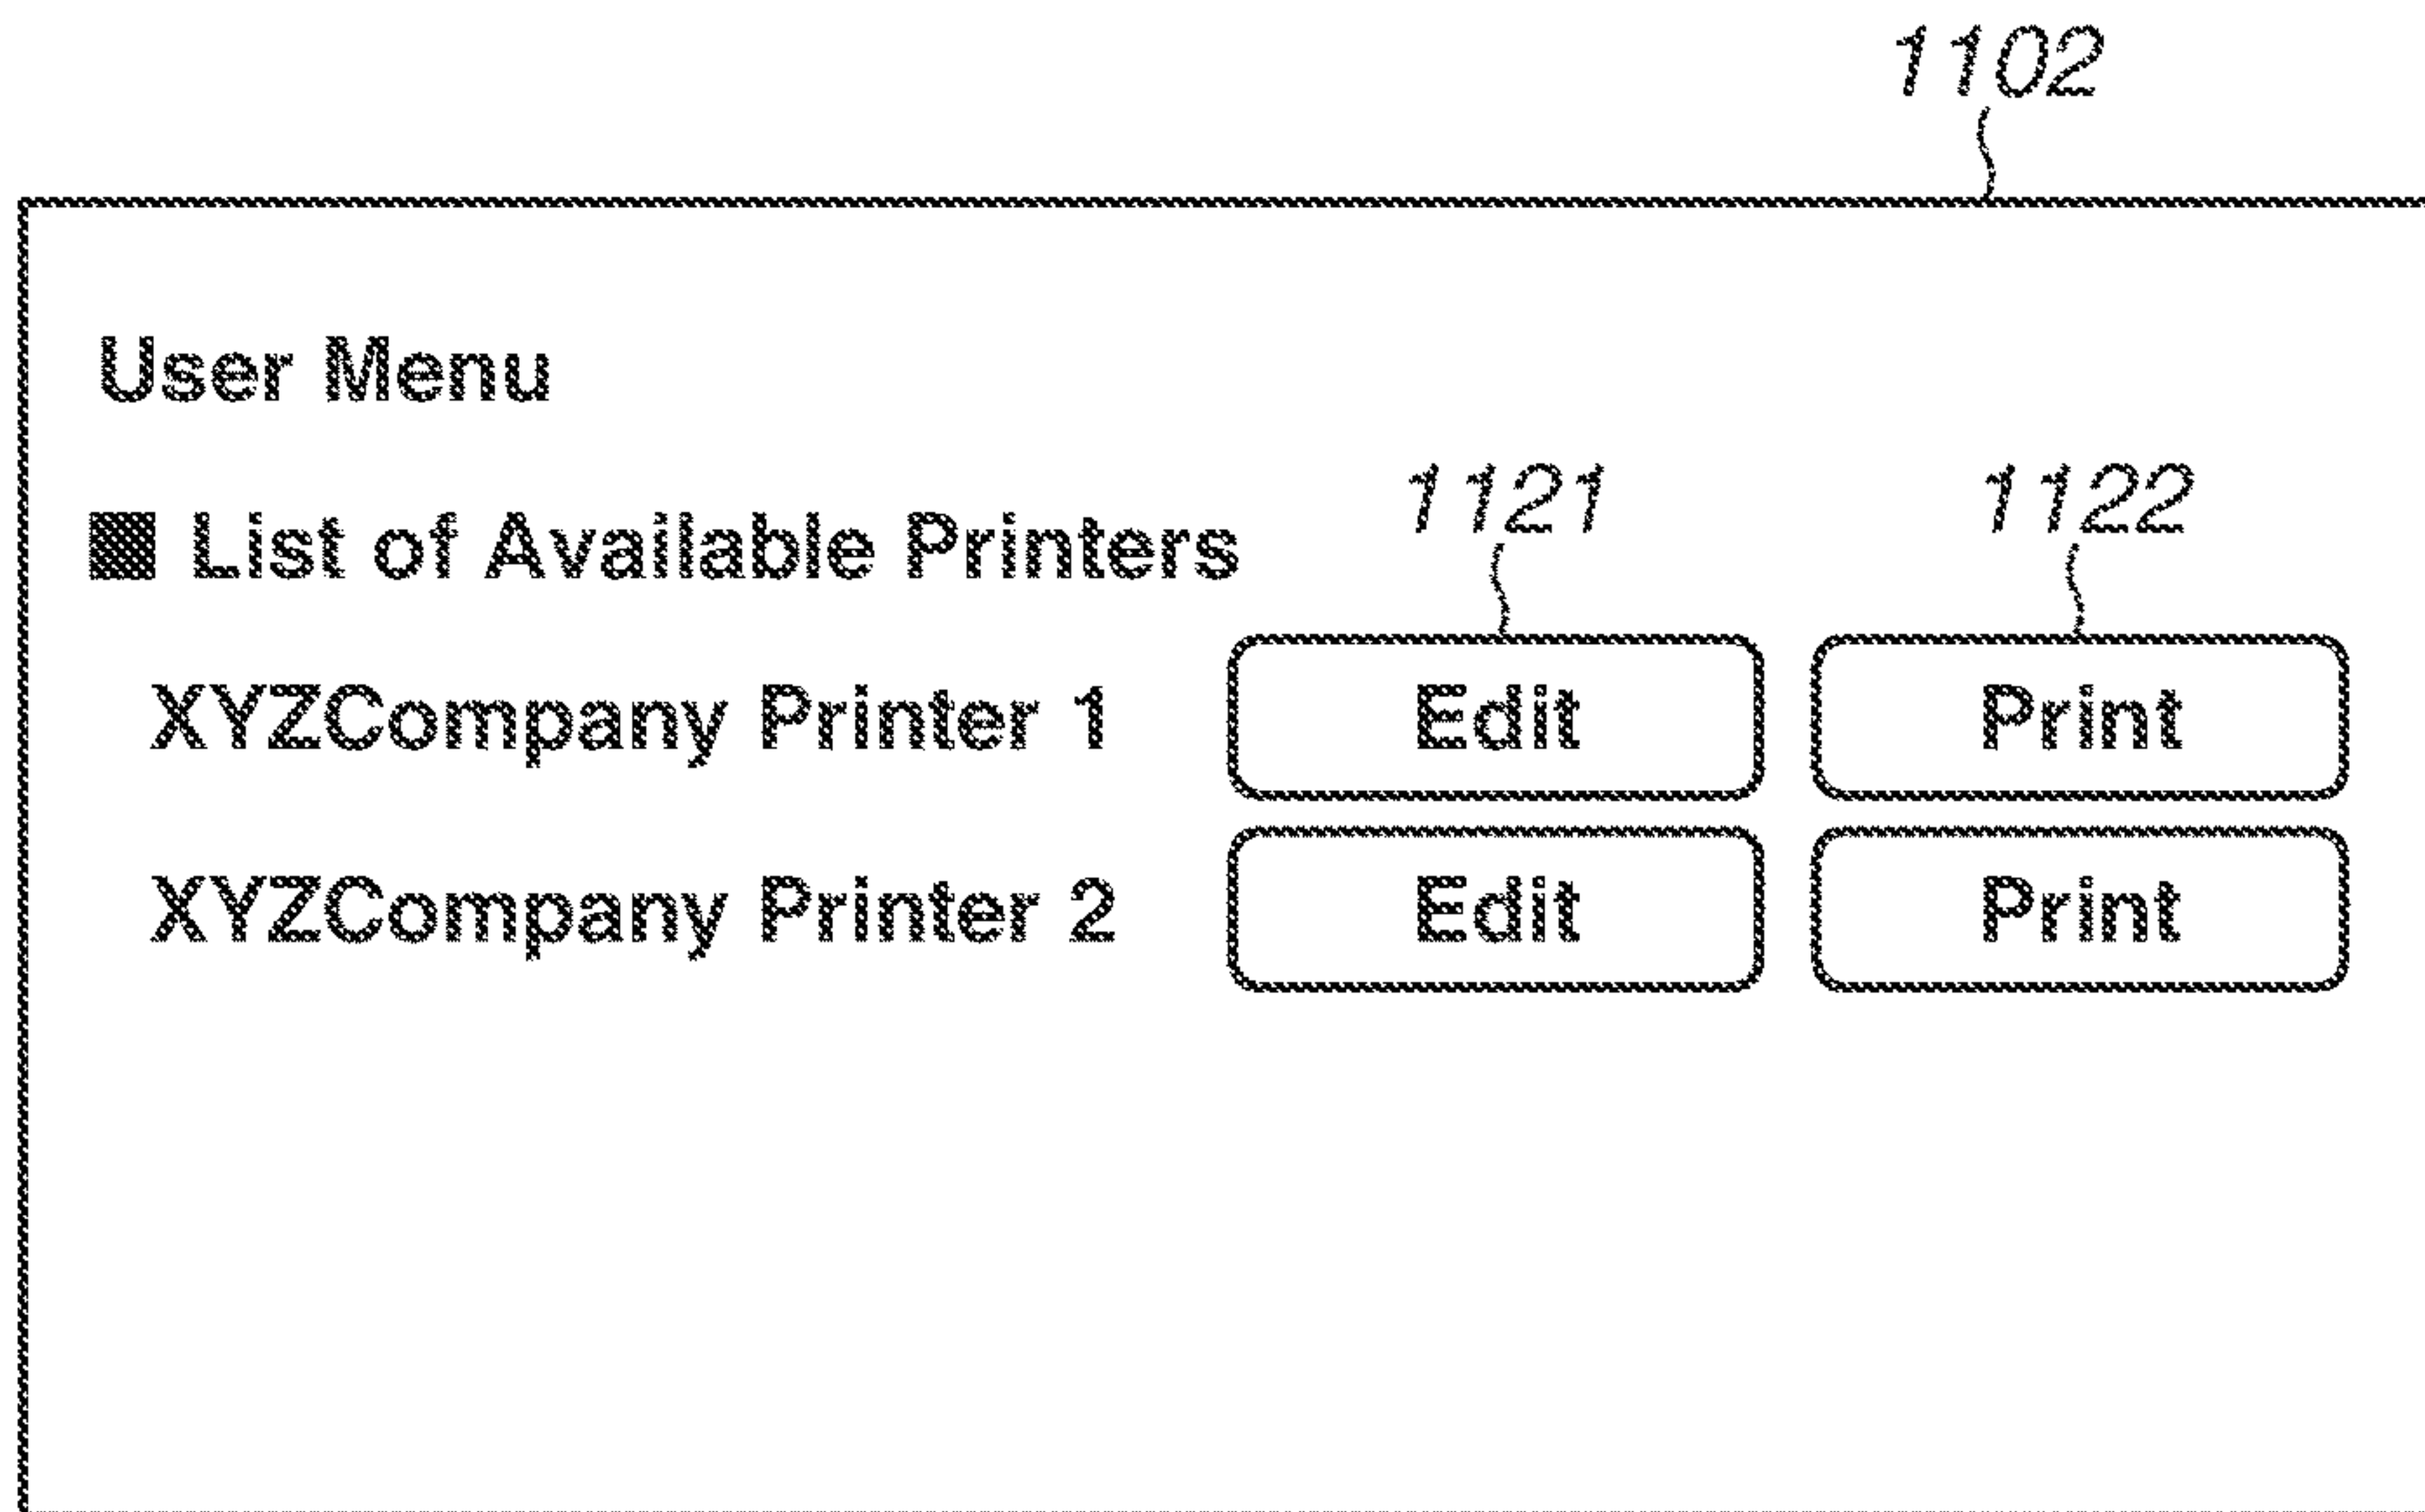 1102
User Menu
■ List of Available Printers 1121 1122
XYZCompany Printer 1 Edit Print
XYZCompany Printer 2 Edit Print